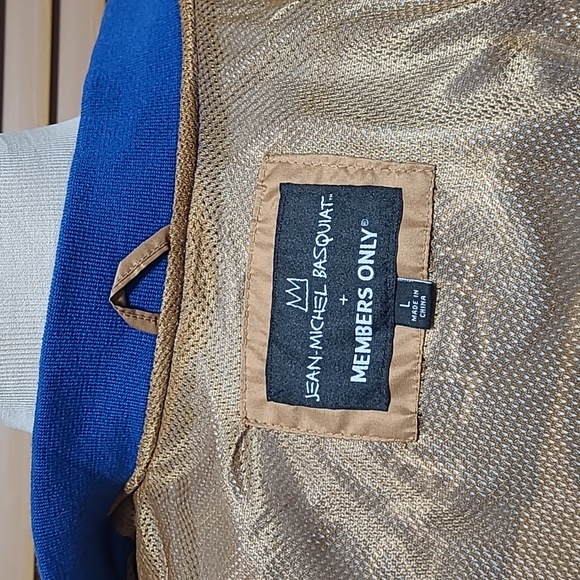 JEAN-MICHEL BASQUIAT™
+
MEMBERS ONLY®
L
MADE IN
CHINA